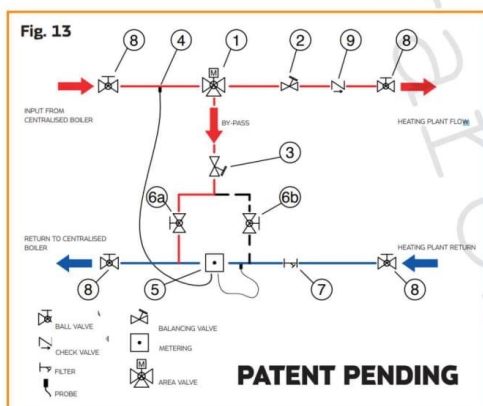 Fig. 13
8
4
1
2
9
8
M
INPUT FROM
CENTRALISED BOILER
BY-PASS
HEATING PLANT FLOW
3
6a
6b
RETURN TO CENTRALISED
BOILER
HEATING PLANT RETURN
8
5
7
8
BALL VALVE
BALANCING VALVE
CHECK VALVE
METERING
FILTER
M
AREA VALVE
PROBE
PATENT PENDING